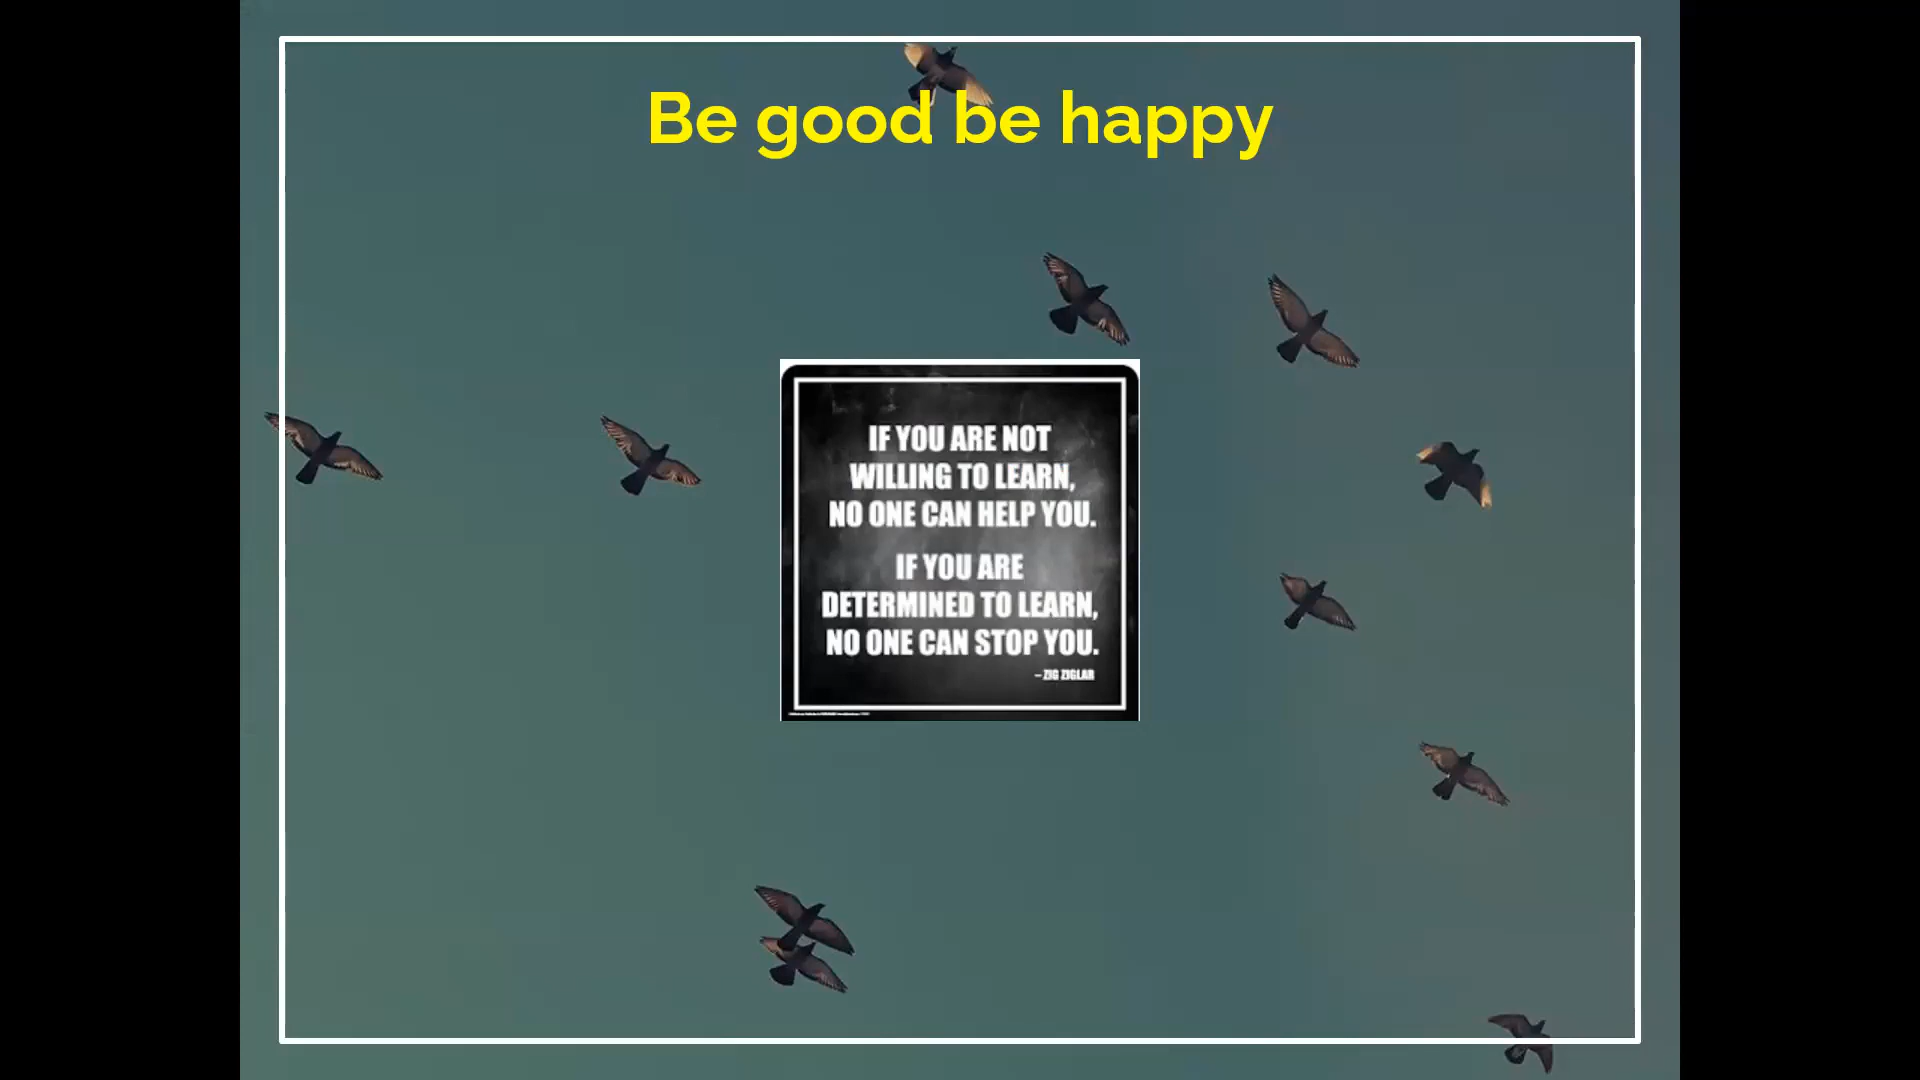 Be good be happy
IF YOU ARE NOT
WILLING TO LEARN,
NO ONE CAN HELP YOU.
IF YOU ARE
DETERMINED TO LEARN,
NO ONE CAN STOP YOU.
– ZIG ZIGLAR